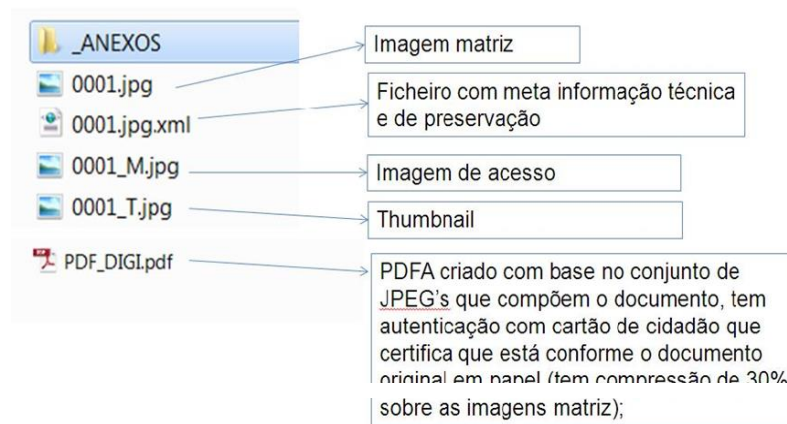 _ANEXOS
0001.jpg
0001.jpg.xml
0001_M.jpg
0001_T.jpg
PDF_DIGI.pdf
Imagem matriz
Ficheiro com meta informação técnica
e de preservação
Imagem de acesso
Thumbnail
PDFA criado com base no conjunto de
JPEG's que compõem o documento, tem
autenticação com cartão de cidadão que
certifica que está conforme o documento
original em papel (tem compressão de 30%
sobre as imagens matriz);